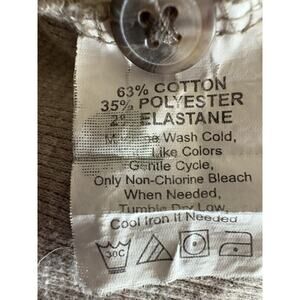 63% COTTON
35% POLYESTER
2% ELASTANE
Wash Cold,
Like Colors
Gentle Cycle,
Only Non-Chlorine Bleach
When Needed,
Tumble Dry Low,
Cool Iron If Needed
30C